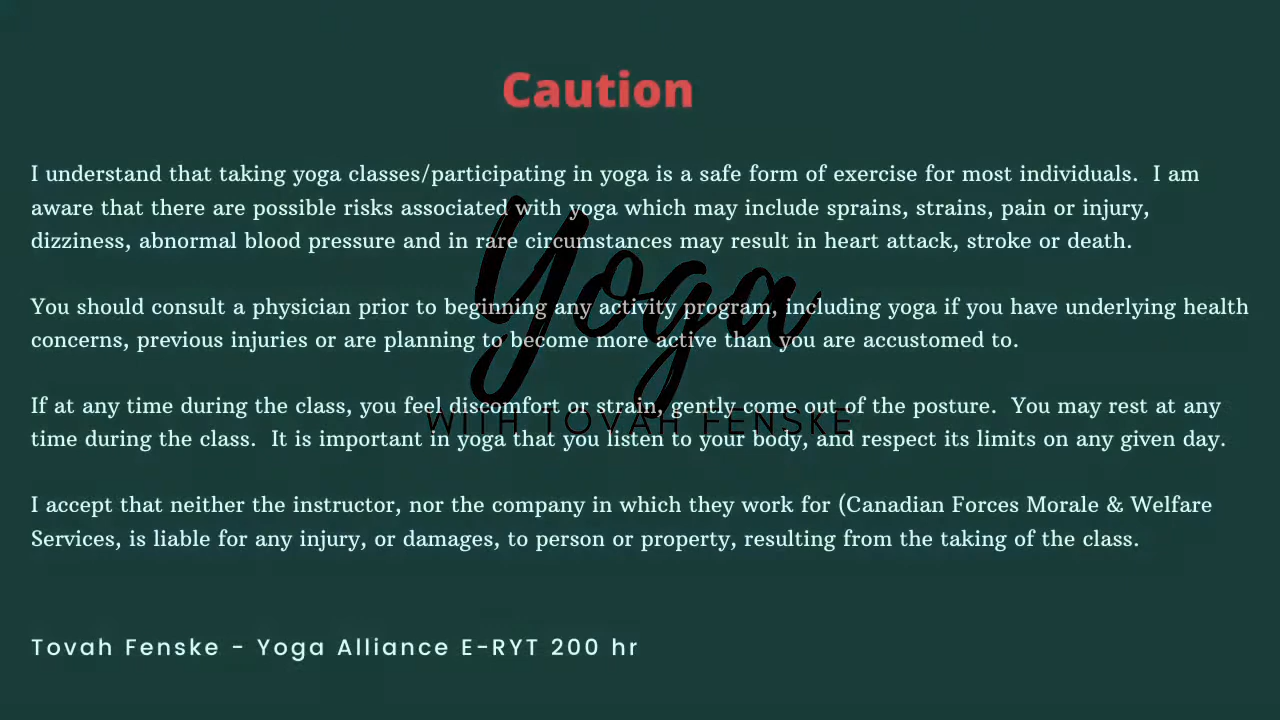 Caution
I understand that taking yoga classes/participating in yoga is a safe form of exercise for most individuals.  I am
aware that there are possible risks associated with yoga which may include sprains, strains, pain or injury,
dizziness, abnormal blood pressure and in rare circumstances may result in heart attack, stroke or death.
Yoga
You should consult a physician prior to beginning any activity program, including yoga if you have underlying health
concerns, previous injuries or are planning to become more active than you are accustomed to.
If at any time during the class, you feel discomfort or strain, gently come out of the posture.  You may rest at any
WITH TOVAH FENSKE
time during the class.  It is important in yoga that you listen to your body, and respect its limits on any given day.
I accept that neither the instructor, nor the company in which they work for (Canadian Forces Morale & Welfare
Services, is liable for any injury, or damages, to person or property, resulting from the taking of the class.
Tovah Fenske - Yoga Alliance E-RYT 200 hr